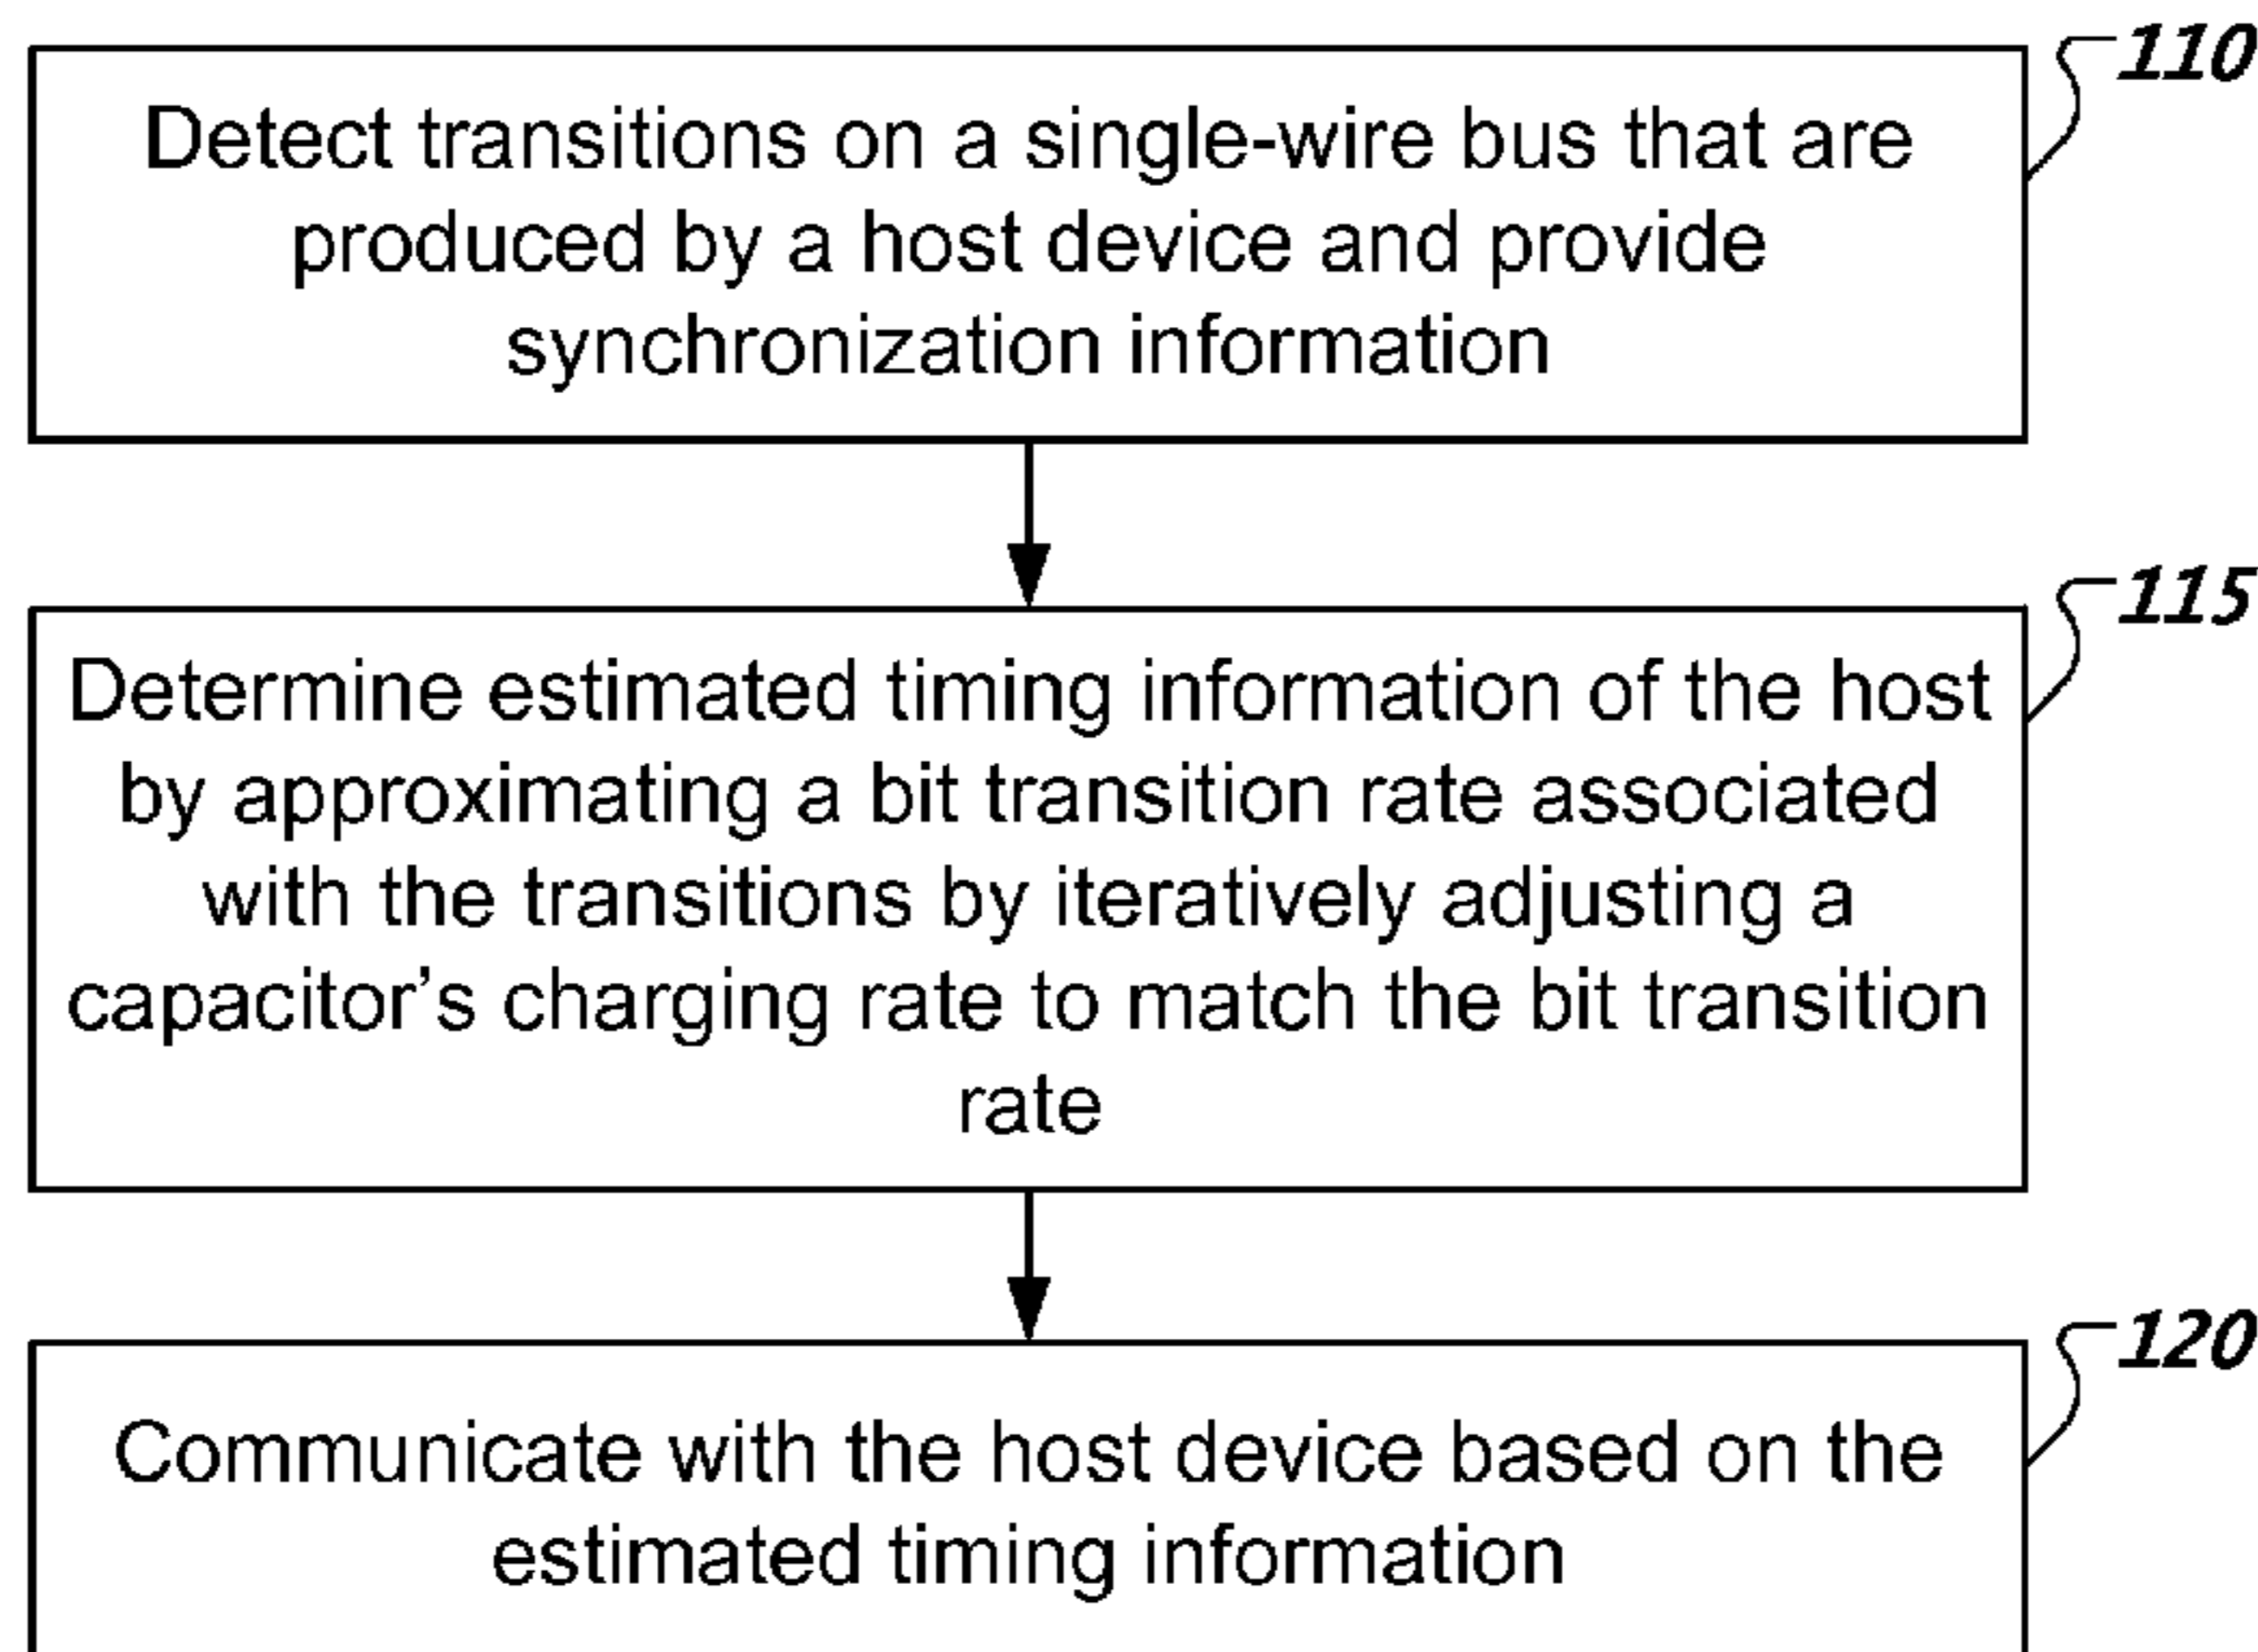 110
Detect transitions on a single-wire bus that are
produced by a host device and provide
synchronization information
115
Determine estimated timing information of the host
by approximating a bit transition rate associated
with the transitions by iteratively adjusting a
capacitor's charging rate to match the bit transition
rate
120
Communicate with the host device based on the
estimated timing information